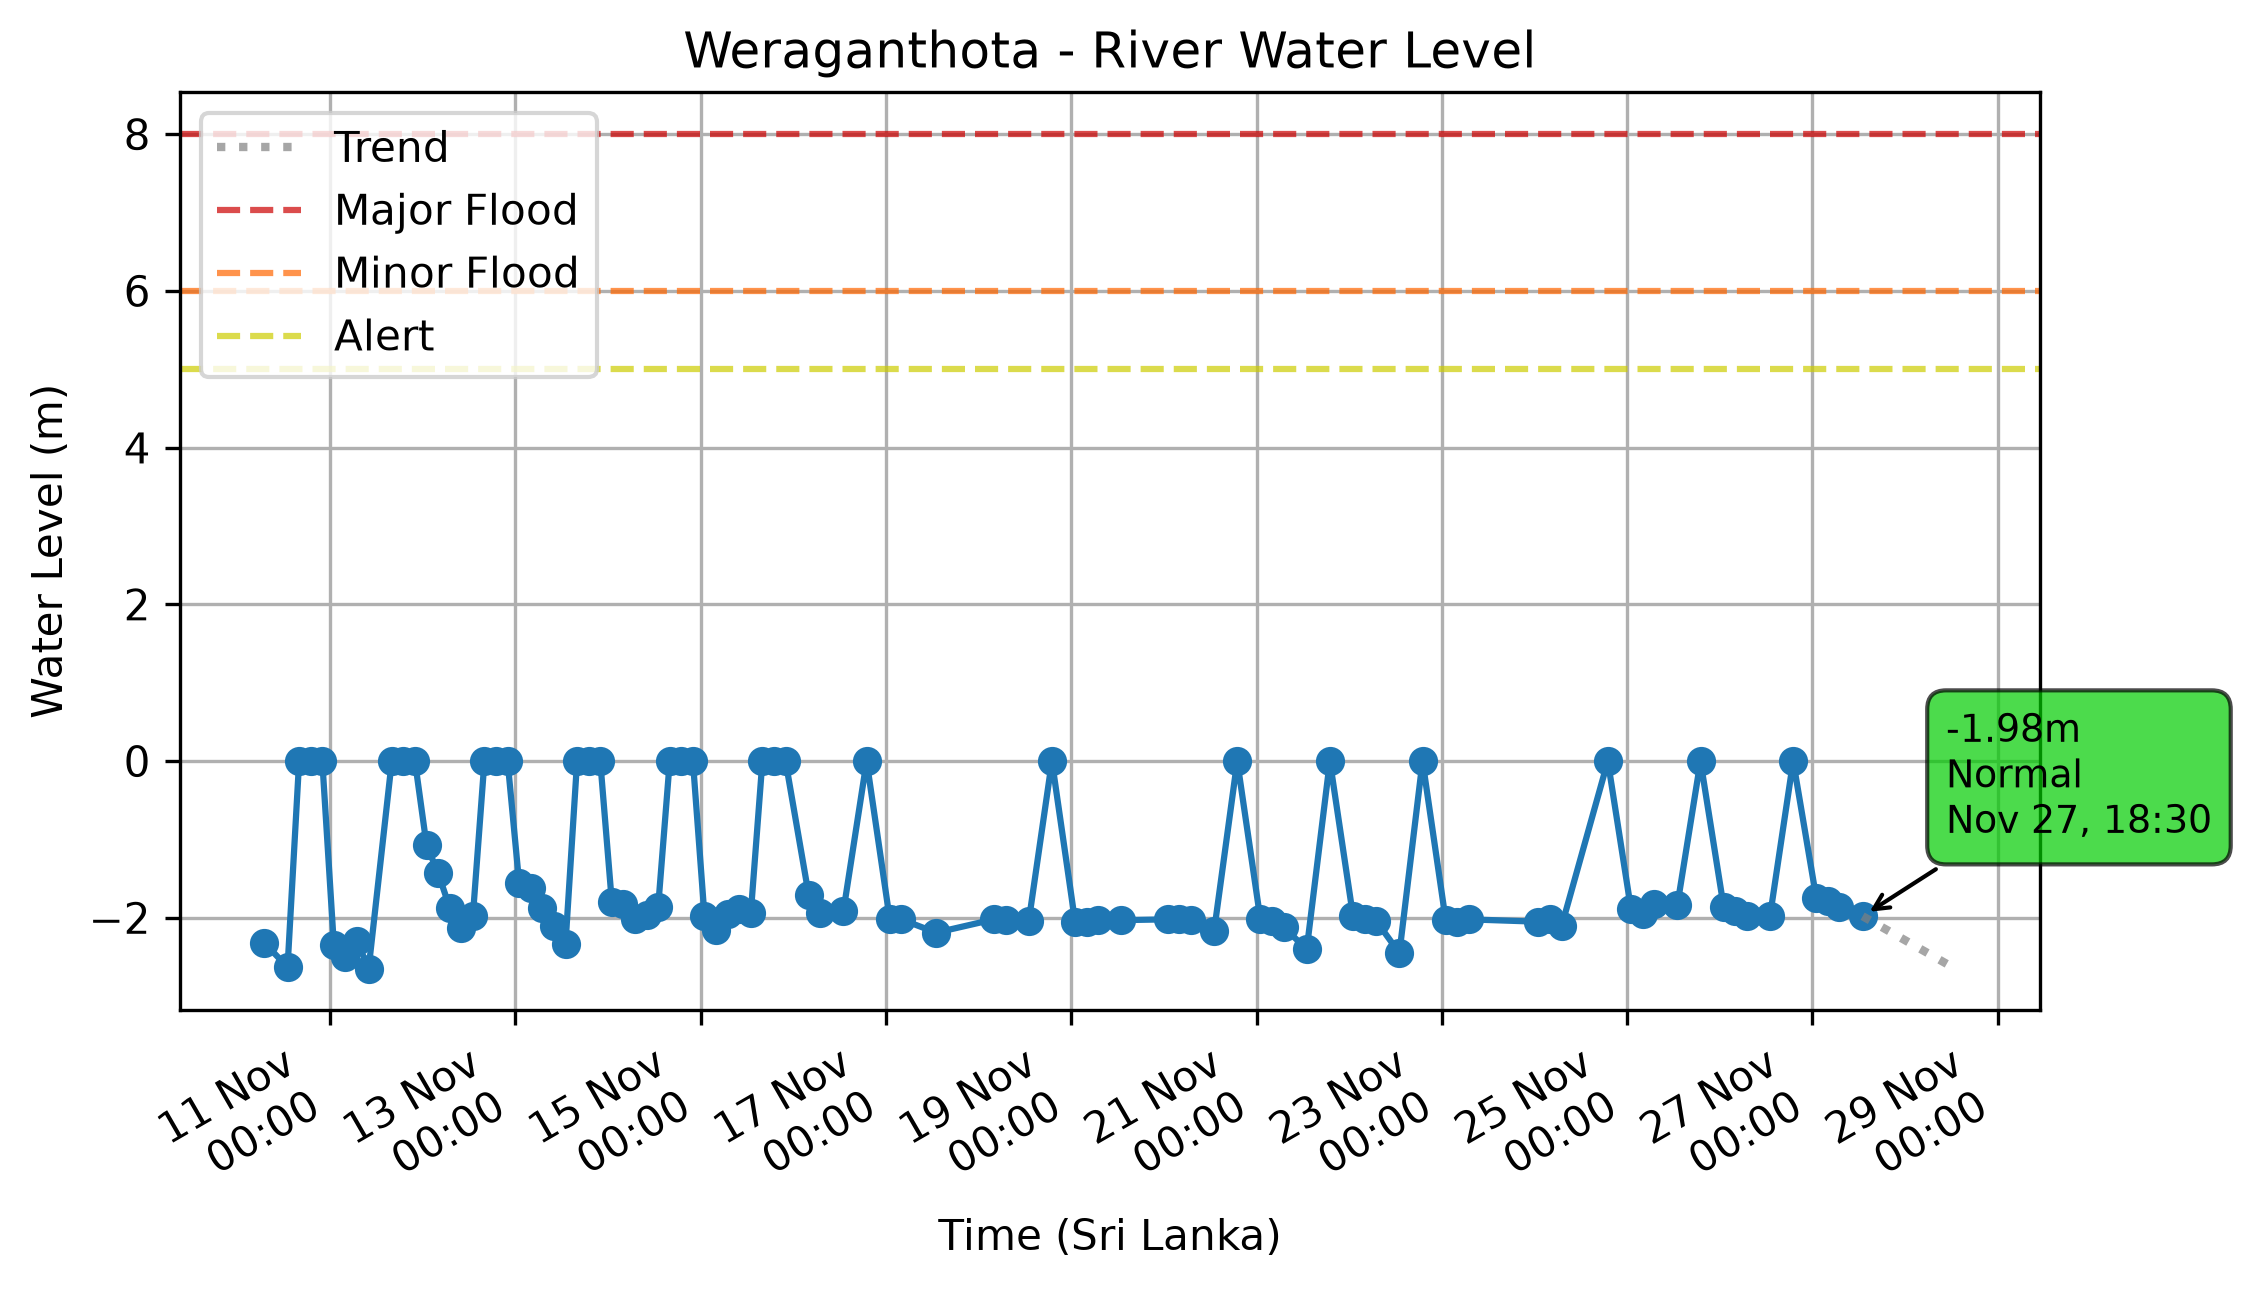 Weraganthota - River Water Level
Trend
Major Flood
Minor Flood
Alert
Water Level (m)
8
6
4
2
0
−2
-1.98m
Normal
Nov 27, 18:30
11 Nov
00:00
13 Nov
00:00
15 Nov
00:00
17 Nov
00:00
19 Nov
00:00
21 Nov
00:00
23 Nov
00:00
25 Nov
00:00
27 Nov
00:00
29 Nov
00:00
Time (Sri Lanka)